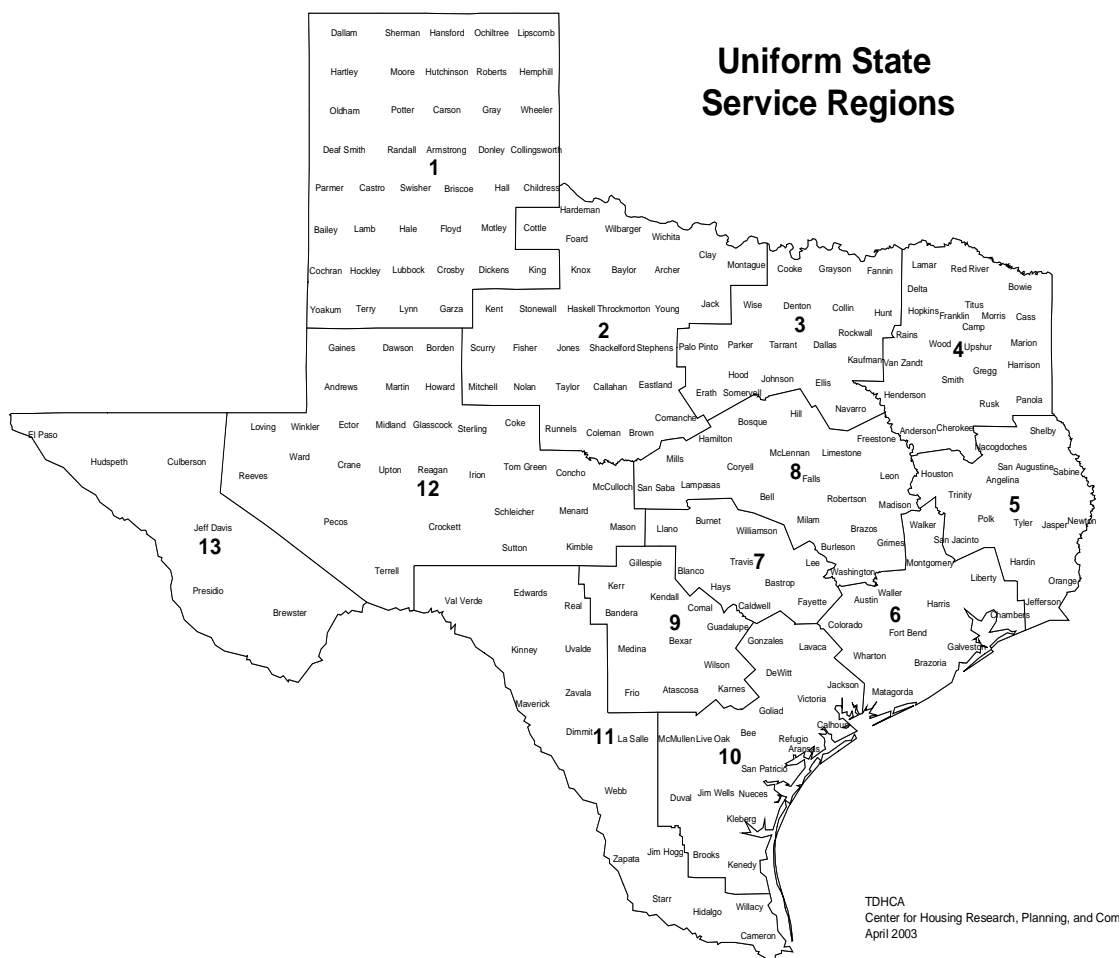 Uniform State
Service Regions
Dallam Sherman Hansford Ochiltree Lipscomb
Hartley Moore Hutchinson Roberts Hemphill
Oldham Potter Carson Gray Wheeler
Deaf Smith Randall Armstrong Donley Collingsworth
1
Parmer Castro Swisher Briscoe Hall Childress
Bailey Lamb Hale Floyd Motley Cottle
Cochran Hockley Lubbock Crosby Dickens King
Yoakum Terry Lynn Garza
Hardeman
Foard Wilbarger Wichita
Clay Montague
Knox Baylor Archer
Kent Stonewall Haskell Throckmorton Young Jack
2
Scurry Fisher Jones Shackelford Stephens Palo Pinto
Mitchell Nolan Taylor Callahan Eastland
Runnels Coleman Brown Comanche
Cooke Grayson Fannin
Wise Denton Collin Hunt
3
Rockwall
Parker Tarrant Dallas Kaufman
Hood Johnson Ellis
Erath Somervell Navarro
Lamar Red River Bowie
Delta
Hopkins Franklin Titus Morris Cass
Camp
Rains Wood Upshur Marion
4
Van Zandt Smith Gregg Harrison
Henderson Rusk Panola
Anderson Cherokee
Gaines Dawson Borden
Andrews Martin Howard
Loving Winkler Ector Midland Glasscock Sterling Coke
Reeves Ward Crane Upton Reagan Irion Tom Green Concho
12
McCulloch
Pecos Crockett Schleicher Menard Mason
Sutton Kimble
Terrell
El Paso Hudspeth Culberson
Jeff Davis
13
Presidio
Brewster
Bosque Hill
Hamilton Freestone
Mills McLennan Limestone
Coryell 8 Falls Leon
San Saba Lampasas
Bell Robertson Madison
Milam Brazos
Burleson Grimes
Washington
Shelby
Nacogdoches
Houston San Augustine Sabine
Angelina
Trinity 5
Polk Tyler Jasper Newton
San Jacinto
Hardin
Orange
Jefferson
Llano Burnet Williamson
Blanco Travis 7 Lee
Hays Bastrop
Caldwell Fayette
Walker
Montgomery Liberty
Austin Waller Harris Chambers
6
Colorado Fort Bend Galveston
Wharton Brazoria
Matagorda
Gillespie
Kerr
Bandera Kendall Comal
9
Guadalupe
Medina Bexar
Wilson
Frio Atascosa Karnes
Val Verde Edwards Real
Kinney Uvalde
Maverick Zavala
Dimmit 11 La Salle
Webb
Zapata Jim Hogg
Starr Hidalgo Willacy
Cameron
Gonzales Lavaca
DeWitt
Victoria Jackson
Goliad
Calhoun
McMullen Live Oak Bee Refugio
Aransas
10
San Patricio
Duval Jim Wells Nueces
Kleberg
Brooks Kenedy
TDHCA
Center for Housing Research, Planning, and Com
April 2003